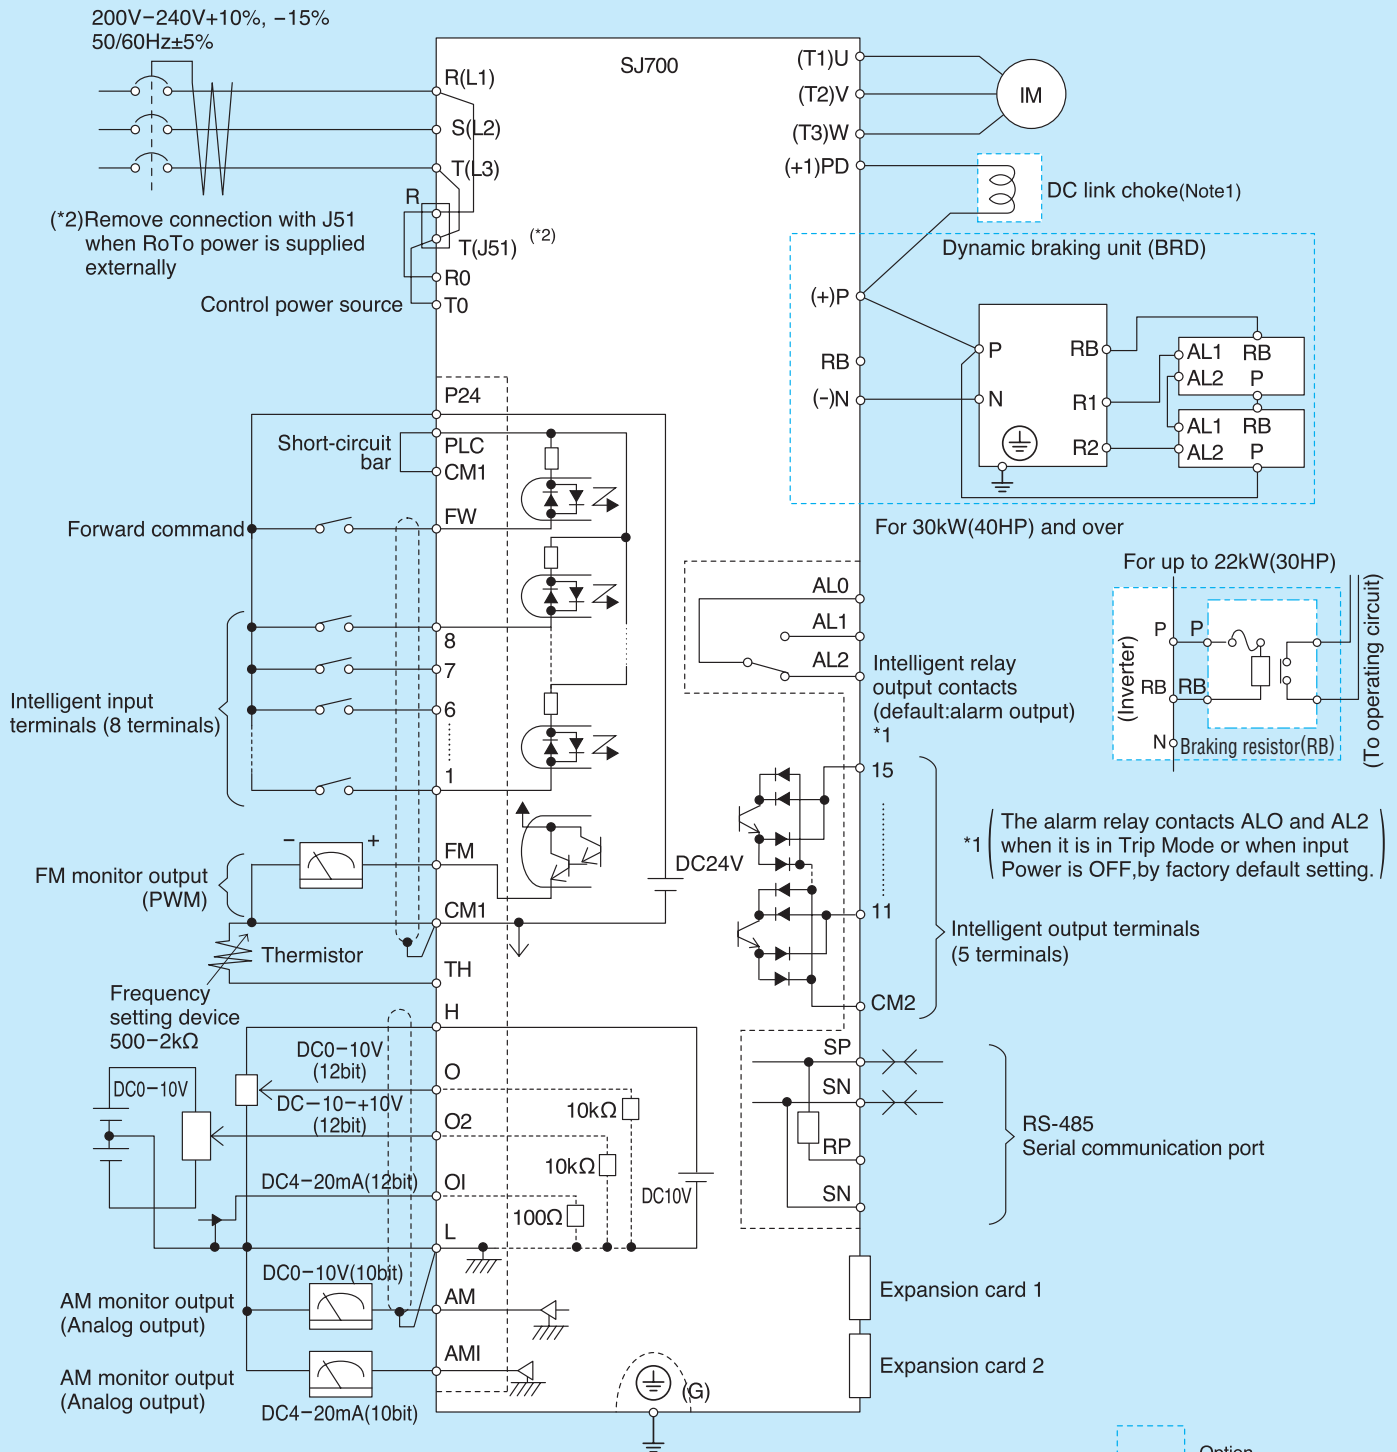 200V−240V+10%, −15%
50/60Hz±5%
R(L1)
S(L2)
T(L3)
R
T(J51)
(*2)
(*2)Remove connection with J51
when RoTo power is supplied
externally
R0
Control power source
T0
SJ700
(T1)U
(T2)V
(T3)W
IM
(+1)PD
DC link choke(Note1)
Dynamic braking unit (BRD)
(+)P
RB
(−)N
P
N
RB
R1
R2
AL1 RB
AL2 P
AL1 RB
AL2 P
For 30kW(40HP) and over
P24
Short-circuit
bar
PLC
CM1
Forward command
FW
8
7
6
1
Intelligent input
terminals (8 terminals)
− +
FM monitor output
(PWM)
FM
CM1
Thermistor
TH
DC24V
AL0
AL1
AL2
Intelligent relay
output contacts
(default:alarm output)
*1
For up to 22kW(30HP)
(Inverter)
P P
RB RB
N
Braking resistor(RB)
(To operating circuit)
15
11
CM2
Intelligent output terminals
(5 terminals)
*1 The alarm relay contacts ALO and AL2
when it is in Trip Mode or when input
Power is OFF,by factory default setting.
Frequency
setting device
500−2kΩ
H
DC0−10V
(12bit)
O
DC0−10V
DC−10−+10V
(12bit)
O2
DC4−20mA(12bit)
OI
L
10kΩ
10kΩ
100Ω
DC10V
DC0−10V(10bit)
AM monitor output
(Analog output)
AM
AM monitor output
(Analog output)
AMI
DC4−20mA(10bit)
(G)
SP
SN
RP
SN
RS-485
Serial communication port
Expansion card 1
Expansion card 2
Option